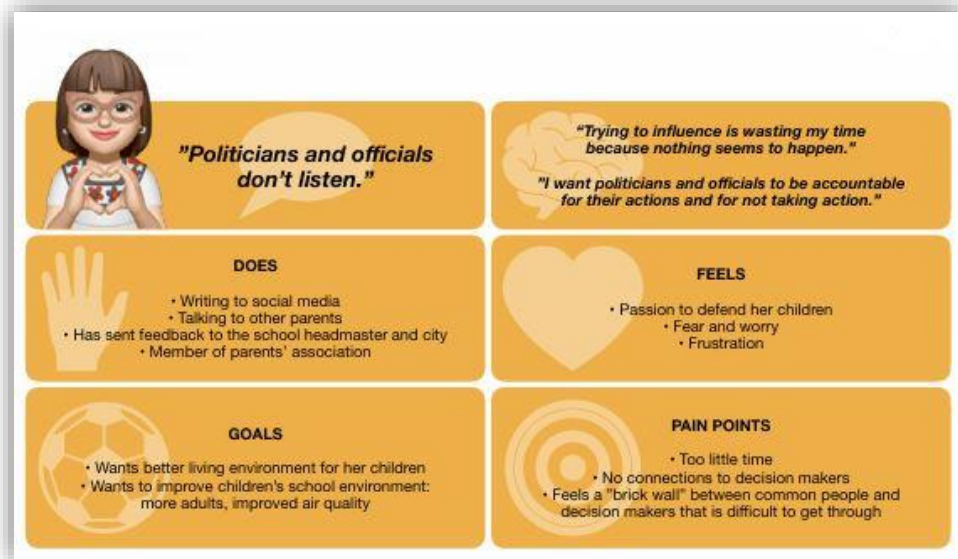 ”Politicians and officials
don’t listen.”
“Trying to influence is wasting my time
because nothing seems to happen.”
”I want politicians and officials to be accountable
for their actions and for not taking action.”
DOES
• Writing to social media
• Talking to other parents
• Has sent feedback to the school headmaster and city
• Member of parents’ association
FEELS
• Passion to defend her children
• Fear and worry
• Frustration
GOALS
• Wants better living environment for her children
• Wants to improve children’s school environment:
more adults, improved air quality
PAIN POINTS
• Too little time
• No connections to decision makers
• Feels a ”brick wall” between common people and
decision makers that is difficult to get through